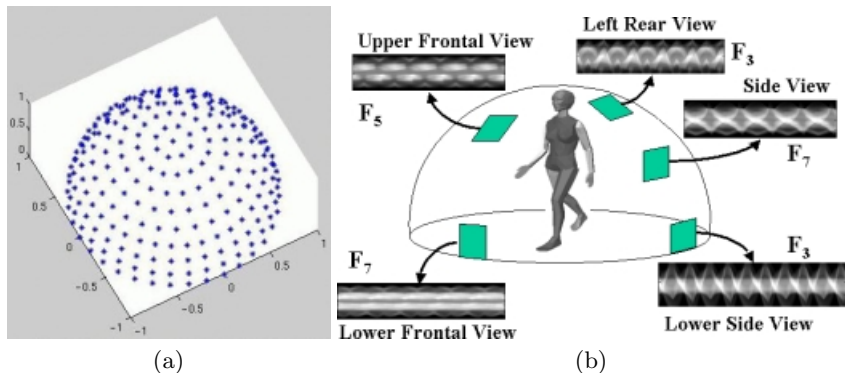 1
0.5
0
1
0.5
0
−0.5
−1
−1
−0.5
0
0.5
1
(a)
Upper Frontal View
F5
Left Rear View
F3
Side View
F7
F7
Lower Frontal View
F3
Lower Side View
(b)